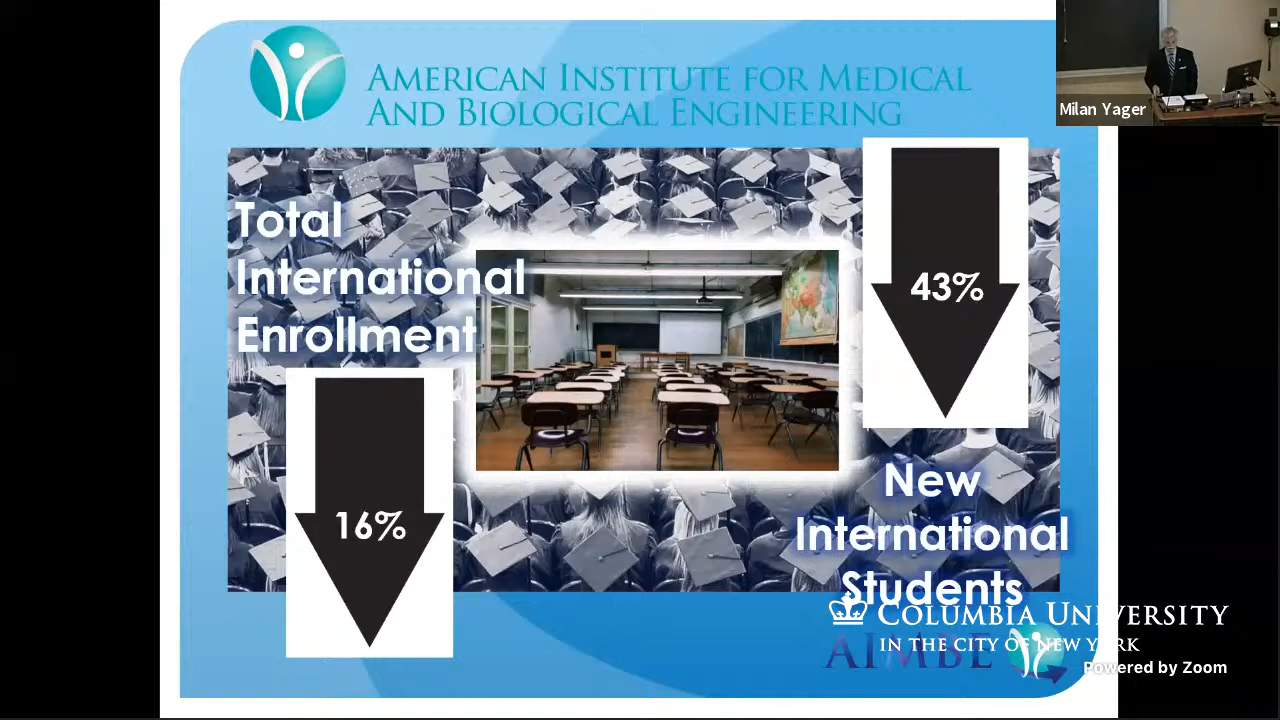 AMERICAN INSTITUTE FOR MEDICAL
AND BIOLOGICAL ENGINEERING
Milan Yager
Total
International
Enrollment
16%
43%
New
International
Students
COLUMBIA UNIVERSITY
IN THE CITY OF NEW YORK
AIMBE
Powered by Zoom